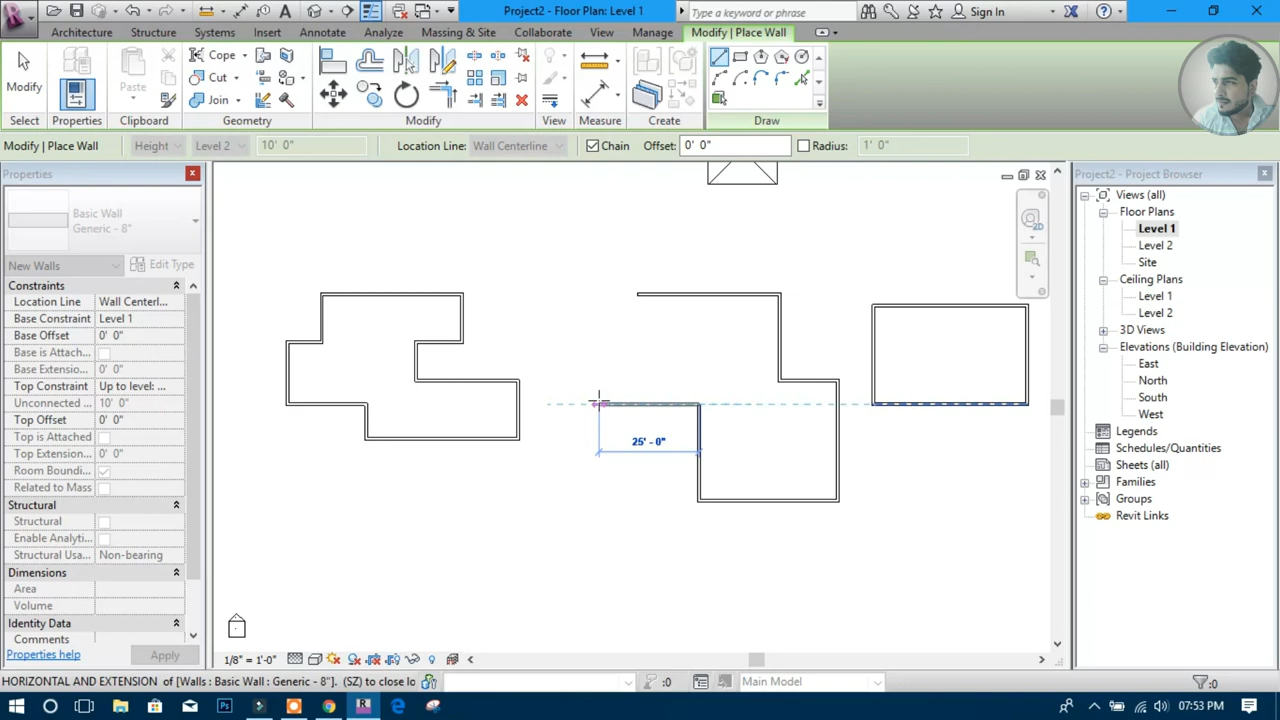 Project2 - Floor Plan: Level 1
Type a keyword or phrase
Sign In
Architecture Structure Systems Insert Annotate Analyze Massing & Site Collaborate View Manage Modify | Place Wall
Modify Paste Cope Cut Join
Select Properties Clipboard Geometry Modify View Measure Create Draw
Modify | Place Wall Height Level 2 10' 0" Location Line: Wall Centerline Chain Offset: 0' 0" Radius: 1' 0"
Properties
Basic Wall
Generic - 8"
New Walls Edit Type
Constraints
Location Line Wall Centerl...
Base Constraint Level 1
Base Offset 0' 0"
Base is Attach...
Base Extensio... 0' 0"
Top Constraint Up to level: ...
Unconnected ... 10' 0"
Top Offset 0' 0"
Top is Attached
Top Extension... 0' 0"
Room Boundi...
Related to Mass
Structural
Structural
Enable Analyti...
Structural Usa... Non-bearing
Dimensions
Area
Volume
Identity Data
Comments
Properties help Apply
2D
25' - 0"
Project2 - Project Browser
Views (all)
Floor Plans
Level 1
Level 2
Site
Ceiling Plans
Level 1
Level 2
3D Views
Elevations (Building Elevation)
East
North
South
West
Legends
Schedules/Quantities
Sheets (all)
Families
Groups
Revit Links
1/8" = 1'-0"
HORIZONTAL AND EXTENSION of [Walls : Basic Wall : Generic - 8"]. (SZ) to close lo
:0 Main Model :0
07:53 PM